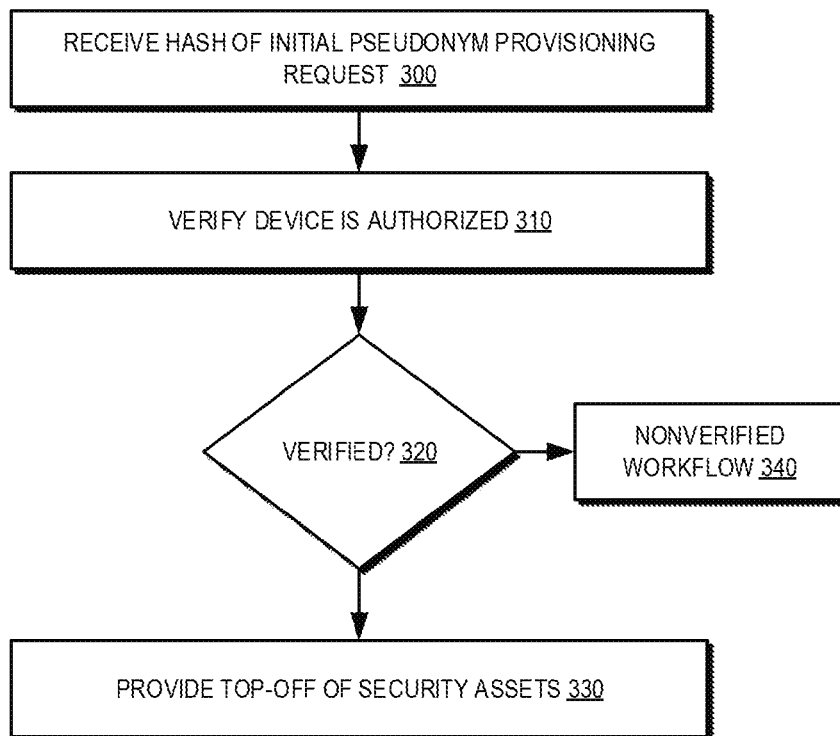 RECEIVE HASH OF INITIAL PSEUDONYM PROVISIONING
REQUEST 300
VERIFY DEVICE IS AUTHORIZED 310
VERIFIED? 320
NONVERIFIED
WORKFLOW 340
PROVIDE TOP-OFF OF SECURITY ASSETS 330